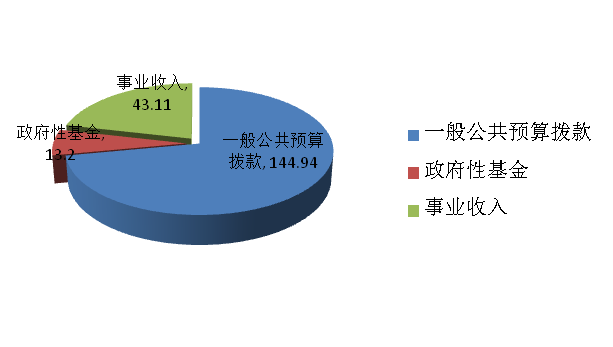 事业收入,
43.11
政府性基金,
13.2
一般公共预算
拨款, 144.94
一般公共预算拨款
政府性基金
事业收入